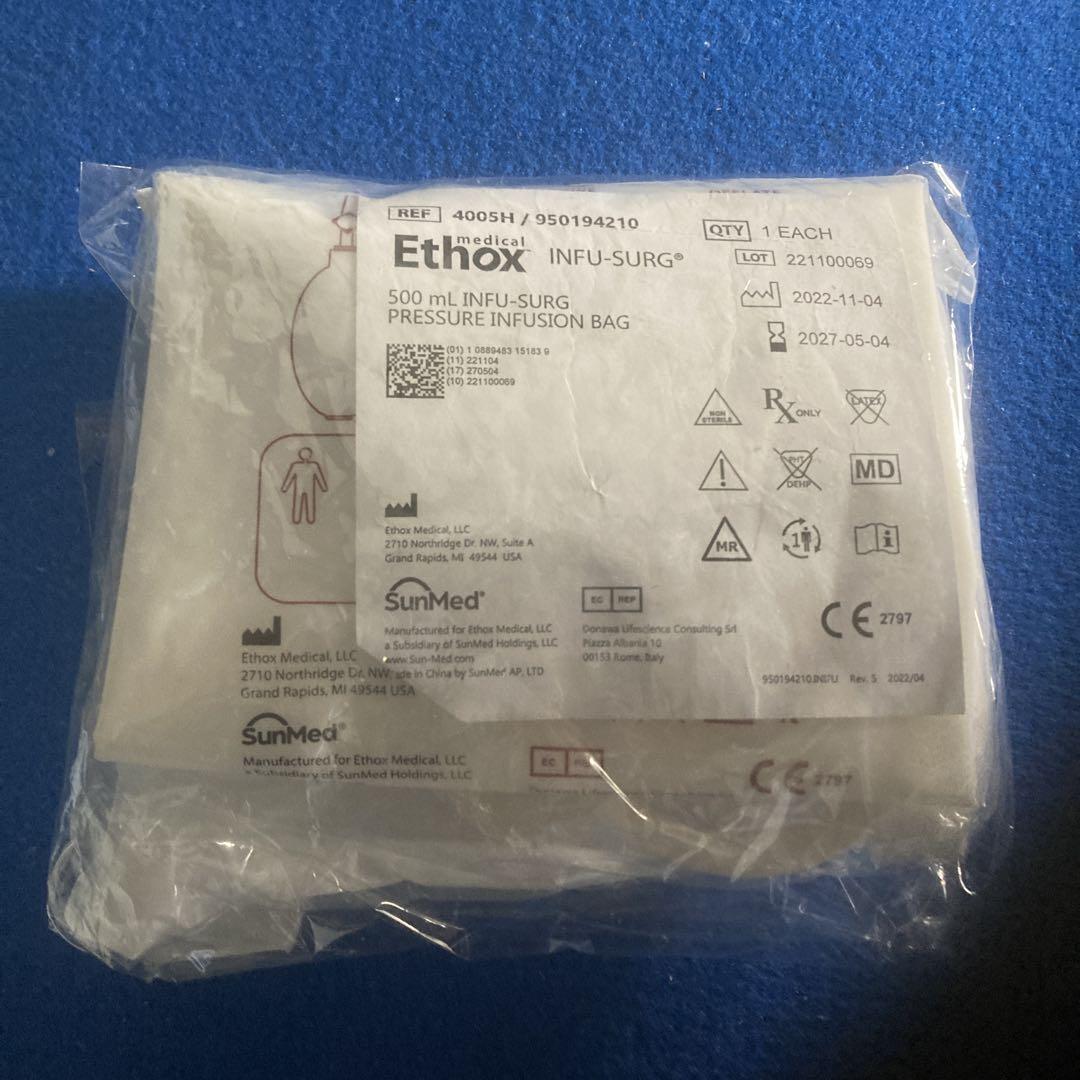 DEFLATE
REF 4005H / 950194210
QTY 1 EACH
Ethox medical INFU-SURG®
LOT 221100069
500 mL INFU-SURG
PRESSURE INFUSION BAG
2022-11-04
2027-05-04
(01) 1 0889483 15183 9
(11) 221104
(17) 270504
(10) 221100069
NON STERILE
Rx ONLY
LATEX
PHT
DEHP
MD
MR
1
Ethox Medical, LLC
2710 Northridge Dr. NW, Suite A
Grand Rapids, MI 49544 USA
SunMed®
EC REP
Manufactured for Ethox Medical, LLC
a Subsidiary of SunMed Holdings, LLC
www.Sun-Med.com
Made in China by SunMed AP, LTD
Donawa Lifescience Consulting Srl
Piazza Albania 10
00153 Rome, Italy
CE 2797
Rev. 5 2022/04
Ethox Medical, LLC
2710 Northridge Dr. NW
Grand Rapids, MI 49544 USA
SunMed®
Manufactured for Ethox Medical, LLC
a Subsidiary of SunMed Holdings, LLC
EC REP
CE 2797